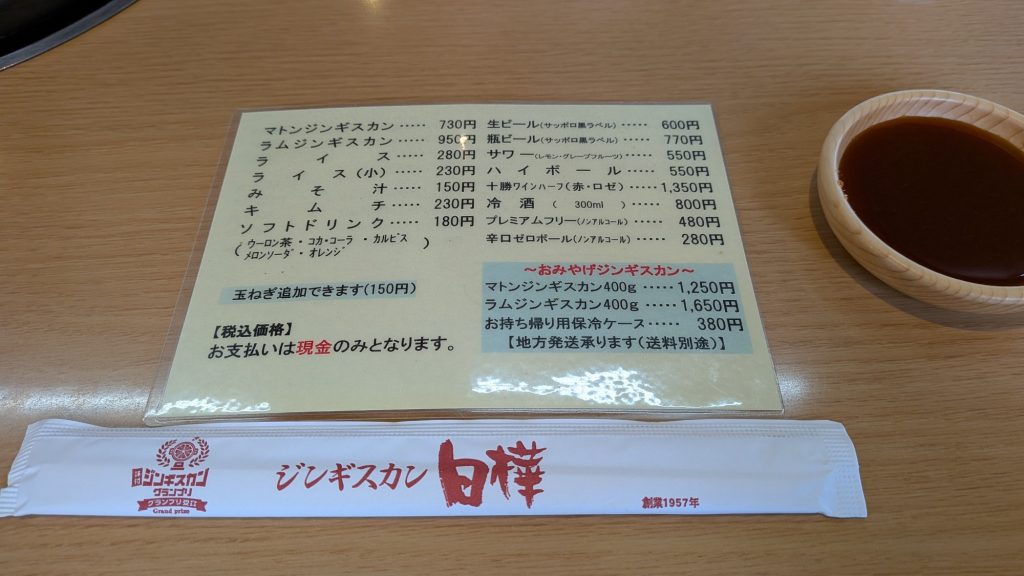 マトンジンギスカン ····· 730円
ラムジンギスカン ····· 950円
ライス ····· 280円
ライス(小) ···· 230円
みそ汁 ····· 150円
キムチ ····· 230円
ソフトドリンク ····· 180円
(ウーロン茶・コカ・コーラ・カルピス
メロンソーダ・オレンジ)
玉ねぎ追加できます(150円)
【税込価格】
お支払いは現金のみとなります。
生ビール(サッポロ黒ラベル) ····· 600円
瓶ビール(サッポロ黒ラベル) ····· 770円
サワー(レモン・グレープフルーツ) ····· 550円
ハイボール ····· 550円
十勝ワインハーフ(赤・ロゼ) ····· 1,350円
冷酒(300ml) ····· 800円
プレミアムフリー(ノンアルコール) ····· 480円
辛口ゼロボール(ノンアルコール) ····· 280円
～おみやげジンギスカン～
マトンジンギスカン400g ····· 1,250円
ラムジンギスカン400g ····· 1,650円
お持ち帰り用保冷ケース ····· 380円
【地方発送承ります(送料別途)】
ジンギスカン
グランプリ
グランプリ受賞
Grand prize
ジンギスカン 白樺
創業1957年